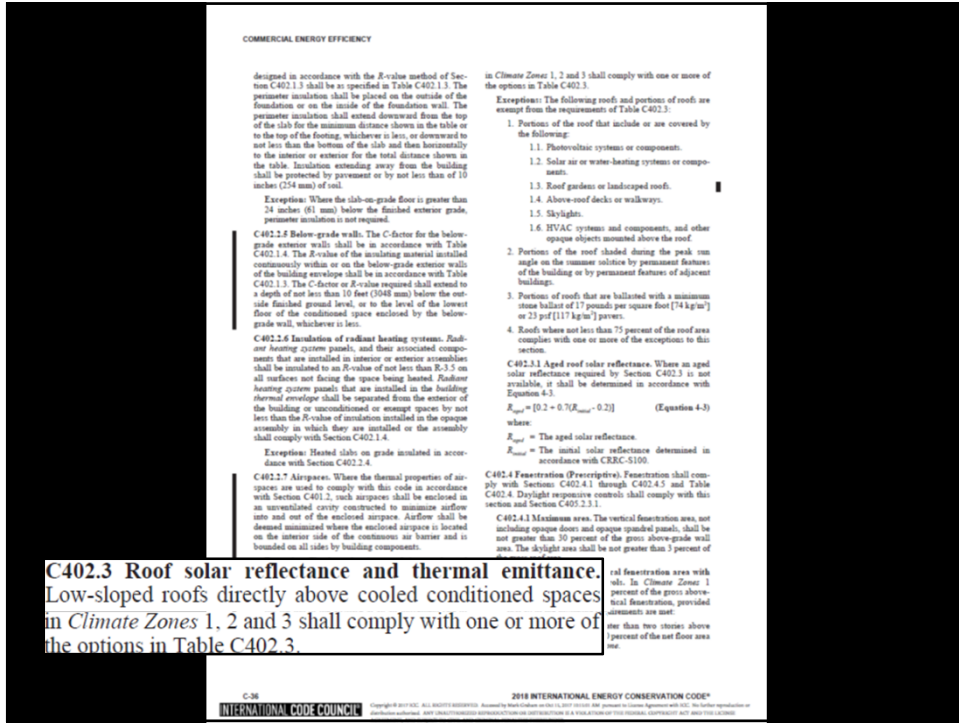 COMMERCIAL ENERGY EFFICIENCY
designed in accordance with the R-value method of Sec-
tion C402.1.3 shall be as specified in Table C402.1.3. The
perimeter insulation shall be placed on the outside of the
foundation or on the inside of the foundation wall. The
perimeter insulation shall extend downward from the top
of the slab for the minimum distance shown in the table or
to the top of the footing, whichever is less, or downward to
not less than the bottom of the slab and then horizontally
to the interior or exterior for the total distance shown in
the table. Insulation extending away from the building
shall be protected by pavement or by not less than of 10
inches (254 mm) of soil.
Exception: Where the slab-on-grade floor is greater than
24 inches (61 mm) below the finished exterior grade,
perimeter insulation is not required.
C402.2.5 Below-grade walls. The C-factor for the below-
grade exterior walls shall be in accordance with Table
C402.1.4. The R-value of the insulating material installed
continuously within or on the below-grade exterior walls
of the building envelope shall be in accordance with Table
C402.1.3. The C-factor or R-value required shall extend to
a depth of not less than 10 feet (3048 mm) below the out-
side finished ground level, or to the level of the lowest
floor of the conditioned space enclosed by the below-
grade wall, whichever is less.
C402.2.6 Insulation of radiant heating systems. Radi-
ant heating system panels, and their associated compo-
nents that are installed in interior or exterior assemblies
shall be insulated to an R-value of not less than R-3.5 on
all surfaces not facing the space being heated. Radiant
heating system panels that are installed in the building
thermal envelope shall be separated from the exterior of
the building or unconditioned or exempt spaces by not
less than the R-value of insulation installed in the opaque
assembly in which they are installed or the assembly
shall comply with Section C402.1.4.
Exception: Heated slabs on grade insulated in accor-
dance with Section C402.2.4.
C402.2.7 Airspaces. Where the thermal properties of air-
spaces are used to comply with this code in accordance
with Section C401.2, such airspaces shall be enclosed in
an unventilated cavity constructed to minimize airflow
into and out of the enclosed airspace. Airflow shall be
deemed minimized where the enclosed airspace is located
on the interior side of the continuous air barrier and is
bounded on all sides by building components.
C402.3 Roof solar reflectance and thermal emittance.
Low-sloped roofs directly above cooled conditioned spaces
in Climate Zones 1, 2 and 3 shall comply with one or more of
the options in Table C402.3.
in Climate Zones 1, 2 and 3 shall comply with one or more of
the options in Table C402.3.
Exceptions: The following roofs and portions of roofs are
exempt from the requirements of Table C402.3:
1. Portions of the roof that include or are covered by
the following:
1.1. Photovoltaic systems or components.
1.2. Solar air or water-heating systems or compo-
nents.
1.3. Roof gardens or landscaped roofs.
1.4. Above-roof decks or walkways.
1.5. Skylights.
1.6. HVAC systems and components, and other
opaque objects mounted above the roof.
2. Portions of the roof shaded during the peak sun
angle on the summer solstice by permanent features
of the building or by permanent features of adjacent
buildings.
3. Portions of roofs that are ballasted with a minimum
stone ballast of 17 pounds per square foot [74 kg/m²]
or 23 psf [117 kg/m²] pavers.
4. Roofs where not less than 75 percent of the roof area
complies with one or more of the exceptions to this
section.
C402.3.1 Aged roof solar reflectance. Where an aged
solar reflectance required by Section C402.3 is not
available, it shall be determined in accordance with
Equation 4-3.
R aged = [0.2 + 0.7(R initial - 0.2)] (Equation 4-3)
where:
R aged = The aged solar reflectance.
R initial = The initial solar reflectance determined in
accordance with CRRC-S100.
C402.4 Fenestration (Prescriptive). Fenestration shall com-
ply with Sections C402.4.1 through C402.4.5 and Table
C402.4. Daylight responsive controls shall comply with this
section and Section C405.2.3.1.
C402.4.1 Maximum area. The vertical fenestration area, not
including opaque doors and opaque spandrel panels, shall be
not greater than 30 percent of the gross above-grade wall
area. The skylight area shall be not greater than 3 percent of
cal fenestration area with
ols. In Climate Zones 1
percent of the gross above-
tical fenestration, provided
irements are met:
ter than two stories above
percent of the net floor area
C-36
2018 INTERNATIONAL ENERGY CONSERVATION CODE®
INTERNATIONAL CODE COUNCIL